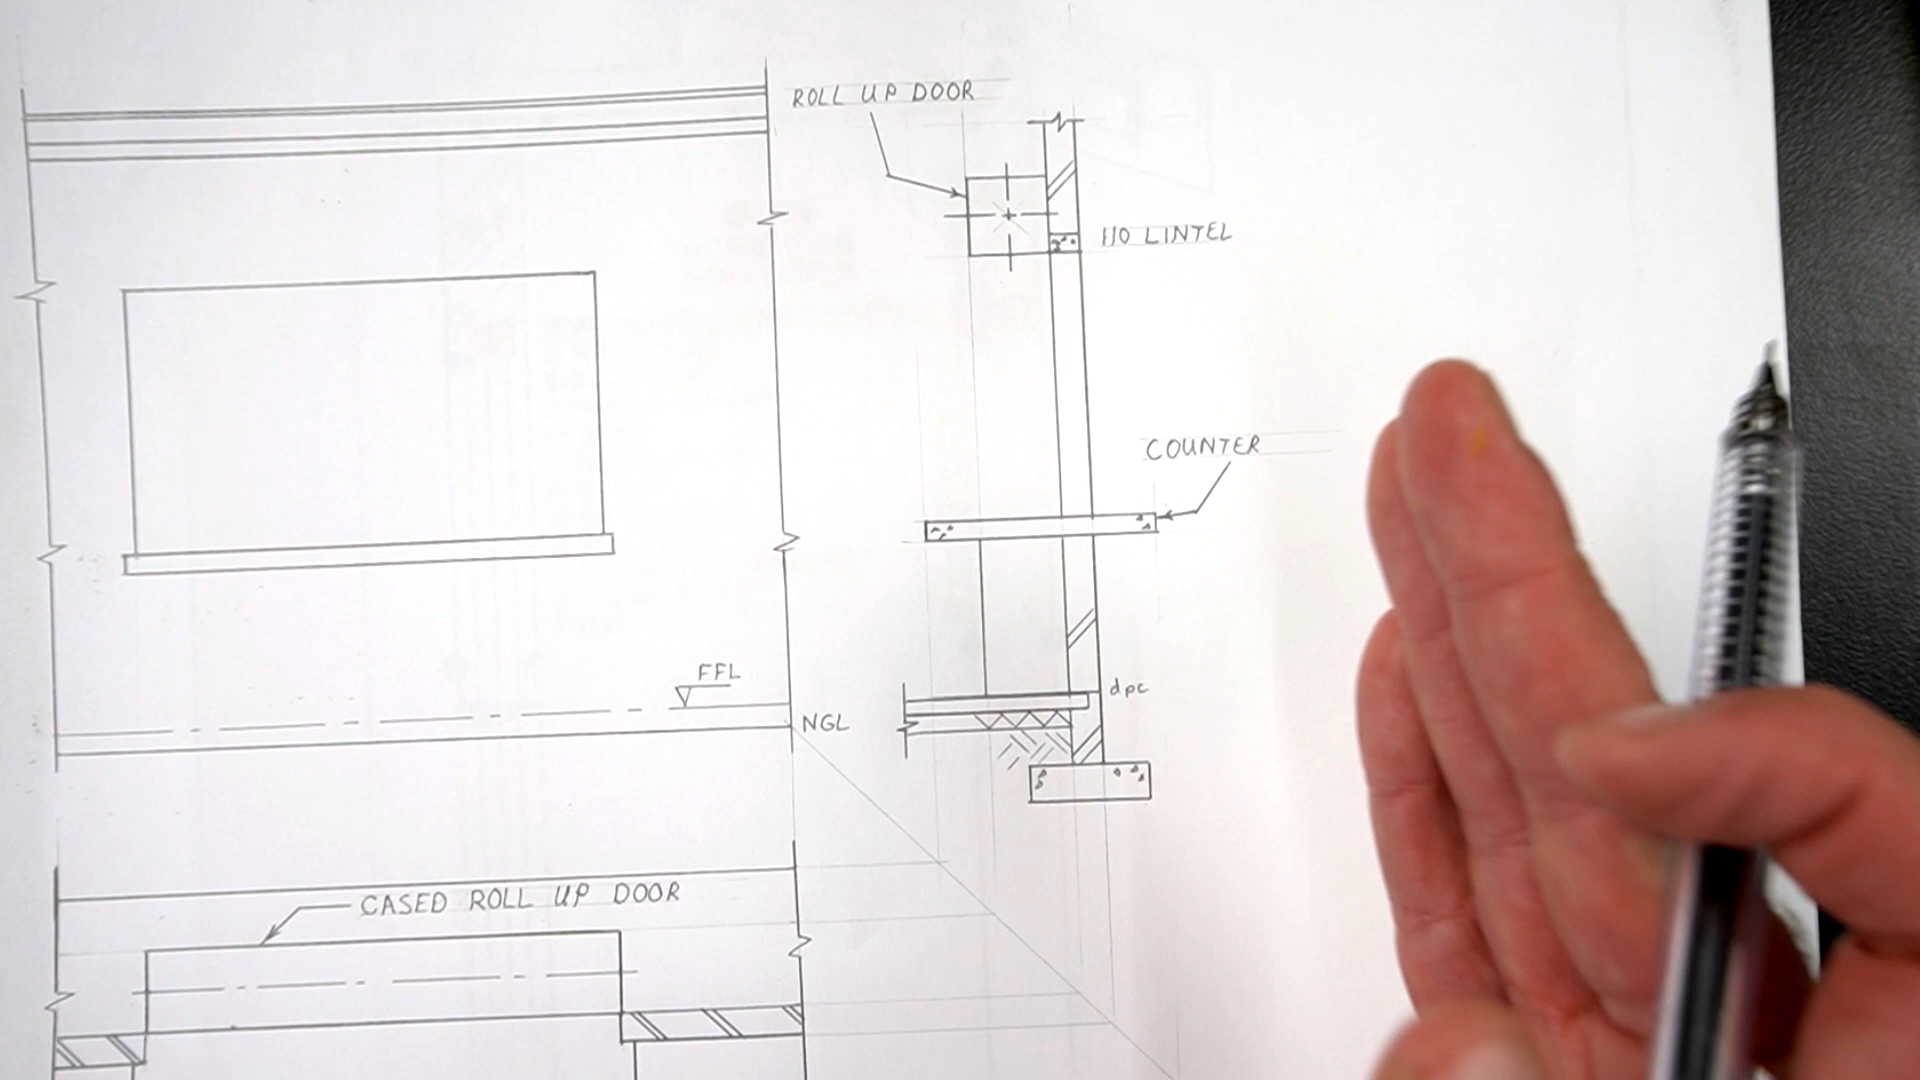 ROLL UP DOOR
110 LINTEL
COUNTER
FFL
dpc
NGL
CASED ROLL UP DOOR